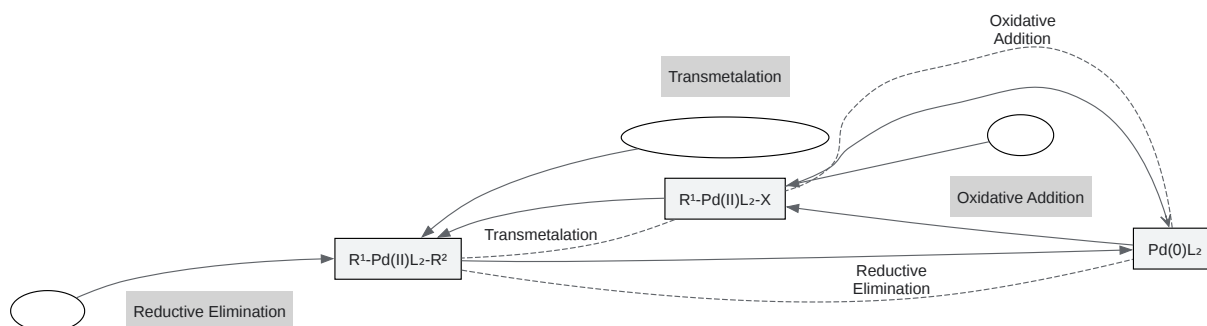 Oxidative
Addition
Transmetalation
R¹-Pd(II)L₂-X
Oxidative Addition
Transmetalation
R¹-Pd(II)L₂-R²
Pd(0)L₂
Reductive
Elimination
Reductive Elimination